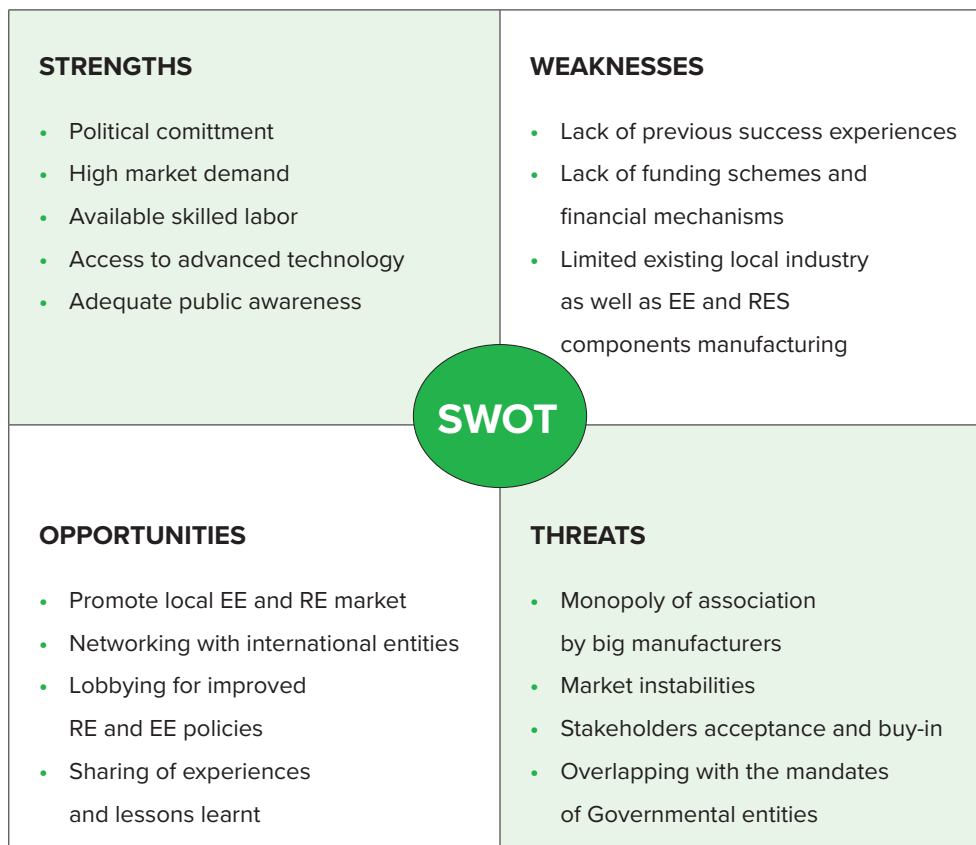 STRENGTHS
• Political comittment
• High market demand
• Available skilled labor
• Access to advanced technology
• Adequate public awareness
WEAKNESSES
• Lack of previous success experiences
• Lack of funding schemes and
financial mechanisms
• Limited existing local industry
as well as EE and RES
components manufacturing
SWOT
OPPORTUNITIES
• Promote local EE and RE market
• Networking with international entities
• Lobbying for improved
RE and EE policies
• Sharing of experiences
and lessons learnt
THREATS
• Monopoly of association
by big manufacturers
• Market instabilities
• Stakeholders acceptance and buy-in
• Overlapping with the mandates
of Governmental entities